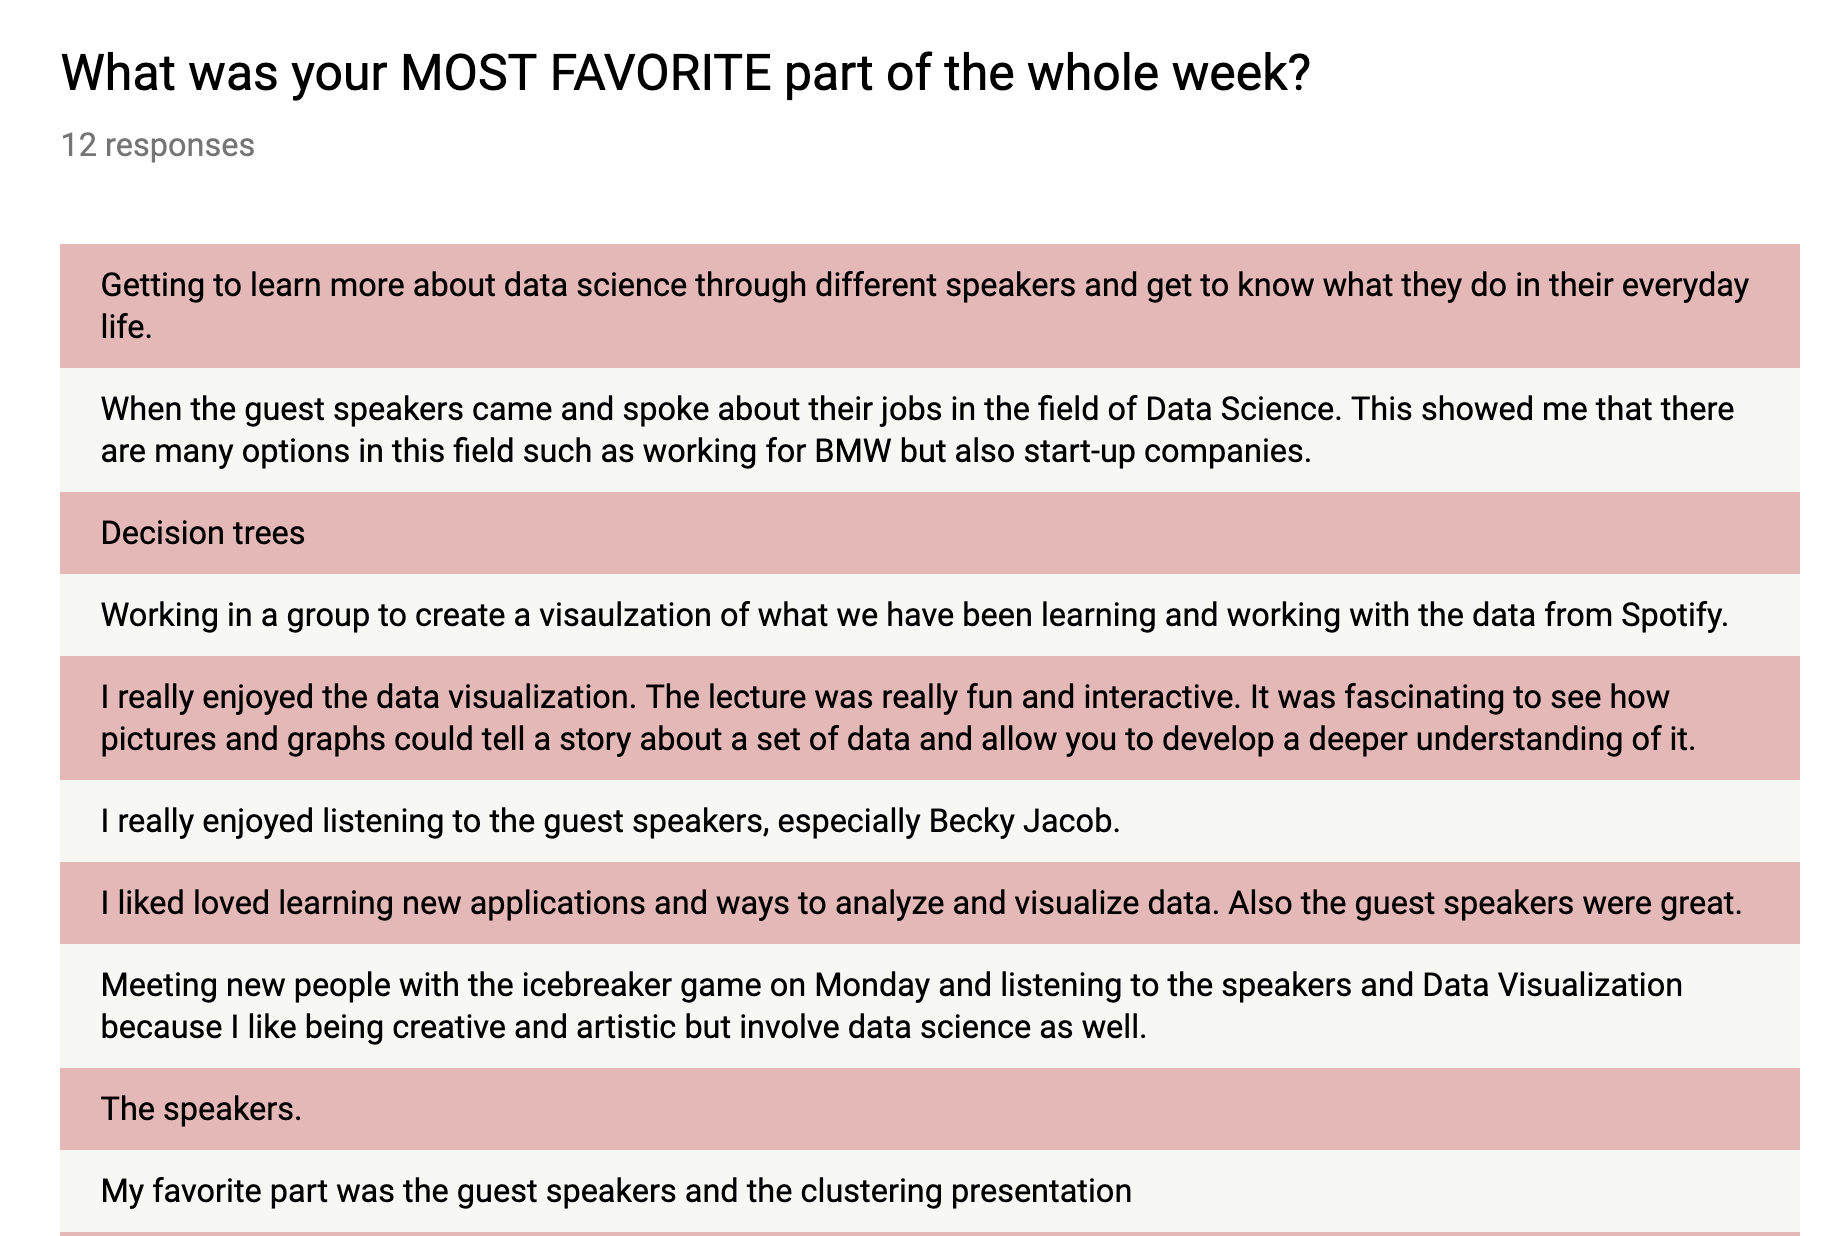 What was your MOST FAVORITE part of the whole week?
12 responses
Getting to learn more about data science through different speakers and get to know what they do in their everyday
life.
When the guest speakers came and spoke about their jobs in the field of Data Science. This showed me that there
are many options in this field such as working for BMW but also start-up companies.
Decision trees
Working in a group to create a visaulzation of what we have been learning and working with the data from Spotify.
I really enjoyed the data visualization. The lecture was really fun and interactive. It was fascinating to see how
pictures and graphs could tell a story about a set of data and allow you to develop a deeper understanding of it.
I really enjoyed listening to the guest speakers, especially Becky Jacob.
I liked loved learning new applications and ways to analyze and visualize data. Also the guest speakers were great.
Meeting new people with the icebreaker game on Monday and listening to the speakers and Data Visualization
because I like being creative and artistic but involve data science as well.
The speakers.
My favorite part was the guest speakers and the clustering presentation